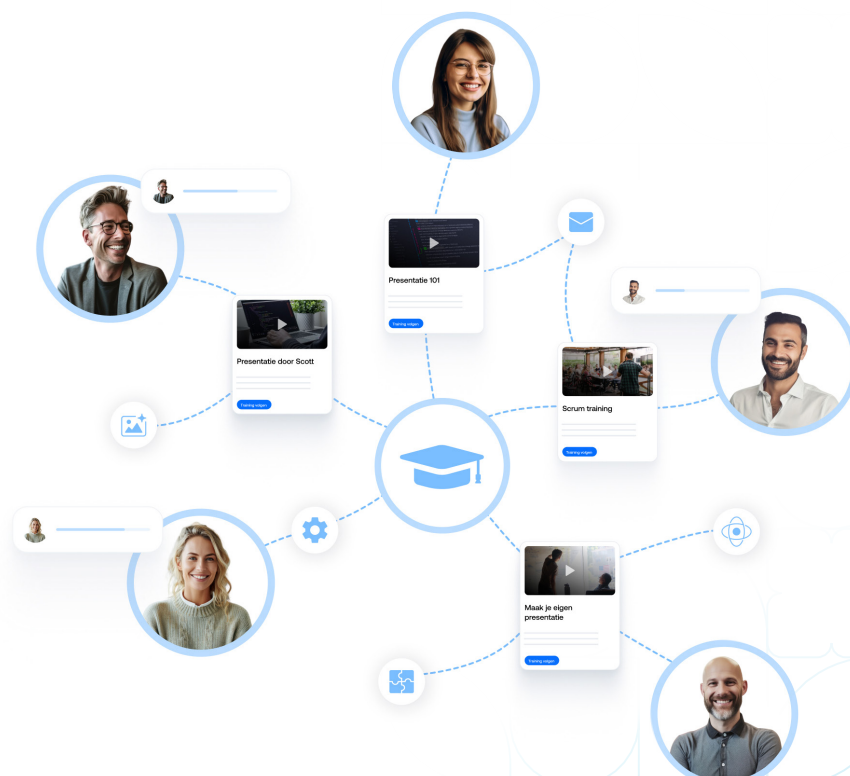 Presentatie 101
Training volgen
Presentatie door Scott
Training volgen
Scrum training
Training volgen
Maak je eigen
presentatie
Training volgen